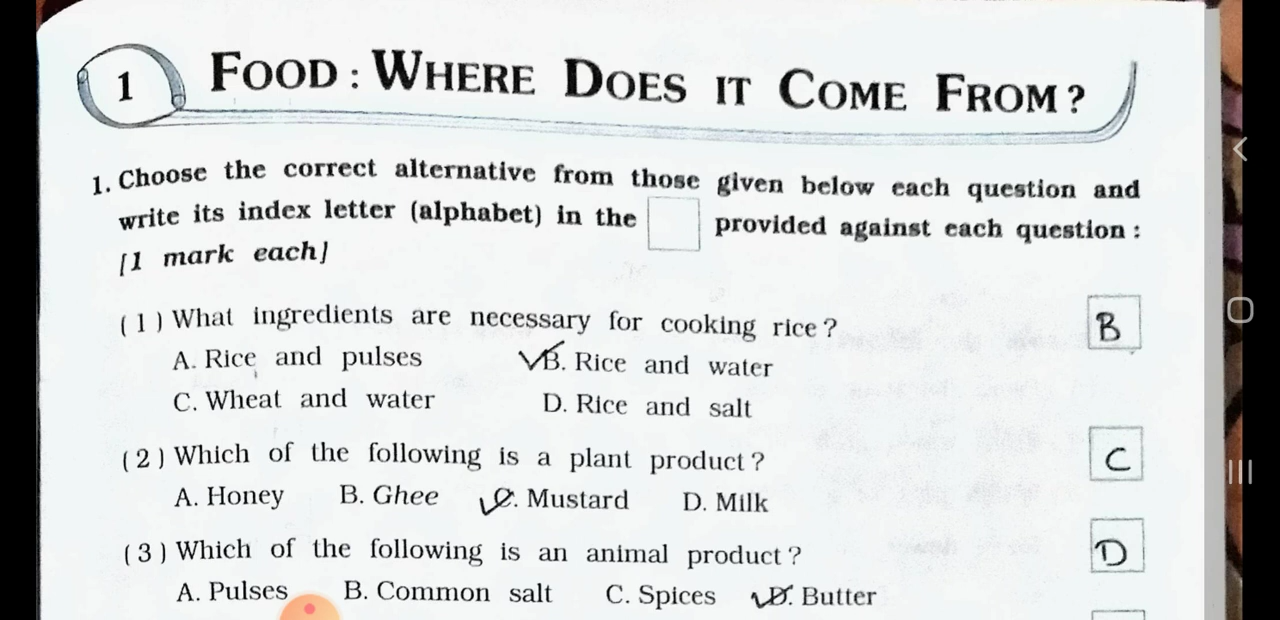 1 FOOD : WHERE DOES IT COME FROM ?
1. Choose the correct alternative from those given below each question and
write its index letter (alphabet) in the provided against each question :
[1 mark each]
(1) What ingredients are necessary for cooking rice ? B
A. Rice and pulses B. Rice and water
C. Wheat and water D. Rice and salt
(2) Which of the following is a plant product ? C
A. Honey B. Ghee C. Mustard D. Milk
(3) Which of the following is an animal product ? D
A. Pulses B. Common salt C. Spices D. Butter